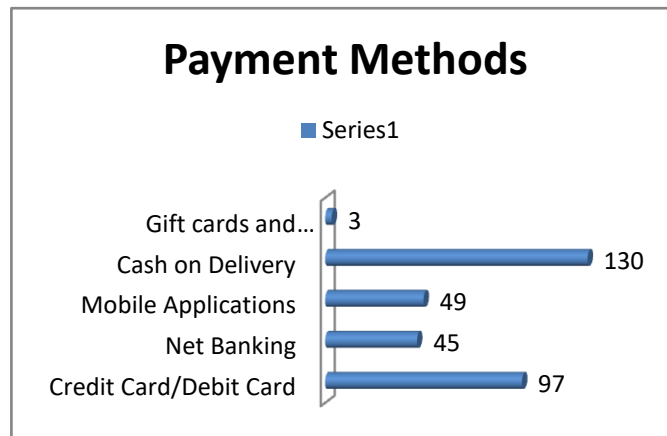 Payment Methods
Series1
Gift cards and... 3
Cash on Delivery 130
Mobile Applications 49
Net Banking 45
Credit Card/Debit Card 97